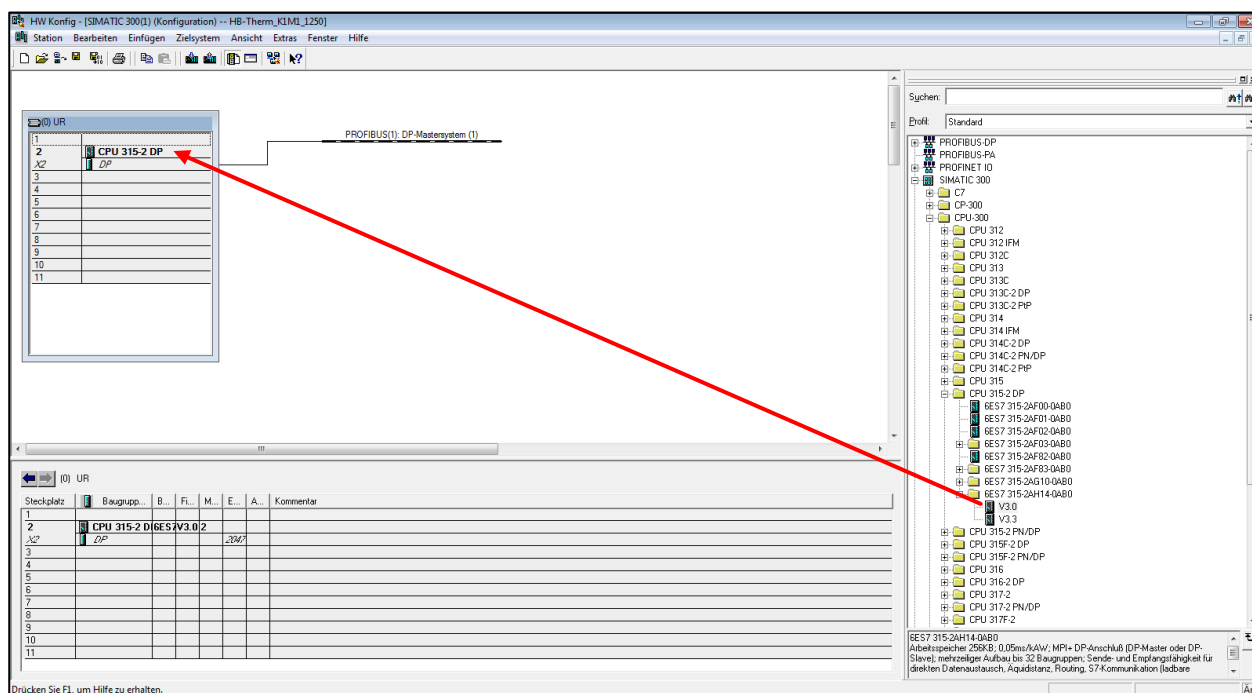 HW Konfig - [SIMATIC 300(1) (Konfiguration) -- HB-Therm_K1M1_1250]
Station Bearbeiten Einfügen Zielsystem Ansicht Extras Fenster Hilfe
(0) UR
1
2 CPU 315-2 DP
X2 DP
3
4
5
6
7
8
9
10
11
PROFIBUS(1): DP-Mastersystem (1)
(0) UR
Steckplatz Baugrupp... B... Fi... M... E... A... Kommentar
1
2 CPU 315-2 D 6ES7 V3.0 2
X2 DP 2047
3
4
5
6
7
8
9
10
11
Suchen:
Profil: Standard
PROFIBUS-DP
PROFIBUS-PA
PROFINET IO
SIMATIC 300
C7
CP-300
CPU-300
CPU 312
CPU 312 IFM
CPU 312C
CPU 313
CPU 313C
CPU 313C-2 DP
CPU 313C-2 PtP
CPU 314
CPU 314 IFM
CPU 314C-2 DP
CPU 314C-2 PN/DP
CPU 314C-2 PtP
CPU 315
CPU 315-2 DP
6ES7 315-2AF00-0AB0
6ES7 315-2AF01-0AB0
6ES7 315-2AF02-0AB0
6ES7 315-2AF03-0AB0
6ES7 315-2AF82-0AB0
6ES7 315-2AF83-0AB0
6ES7 315-2AG10-0AB0
6ES7 315-2AH14-0AB0
V3.0
V3.3
CPU 315-2 PN/DP
CPU 315F-2 DP
CPU 315F-2 PN/DP
CPU 316
CPU 316-2 DP
CPU 317-2
CPU 317-2 PN/DP
CPU 317F-2
6ES7 315-2AH14-0AB0
Arbeitsspeicher 256KB; 0,05ms/kAW; MPI+ DP-Anschluß (DP-Master oder DP-
Slave); mehrzeiliger Aufbau bis 32 Baugruppen; Sende- und Empfangsfähigkeit für
direkten Datenaustausch, Äquidistanz, Routing, S7-Kommunikation (ladbare
Drücken Sie F1, um Hilfe zu erhalten.